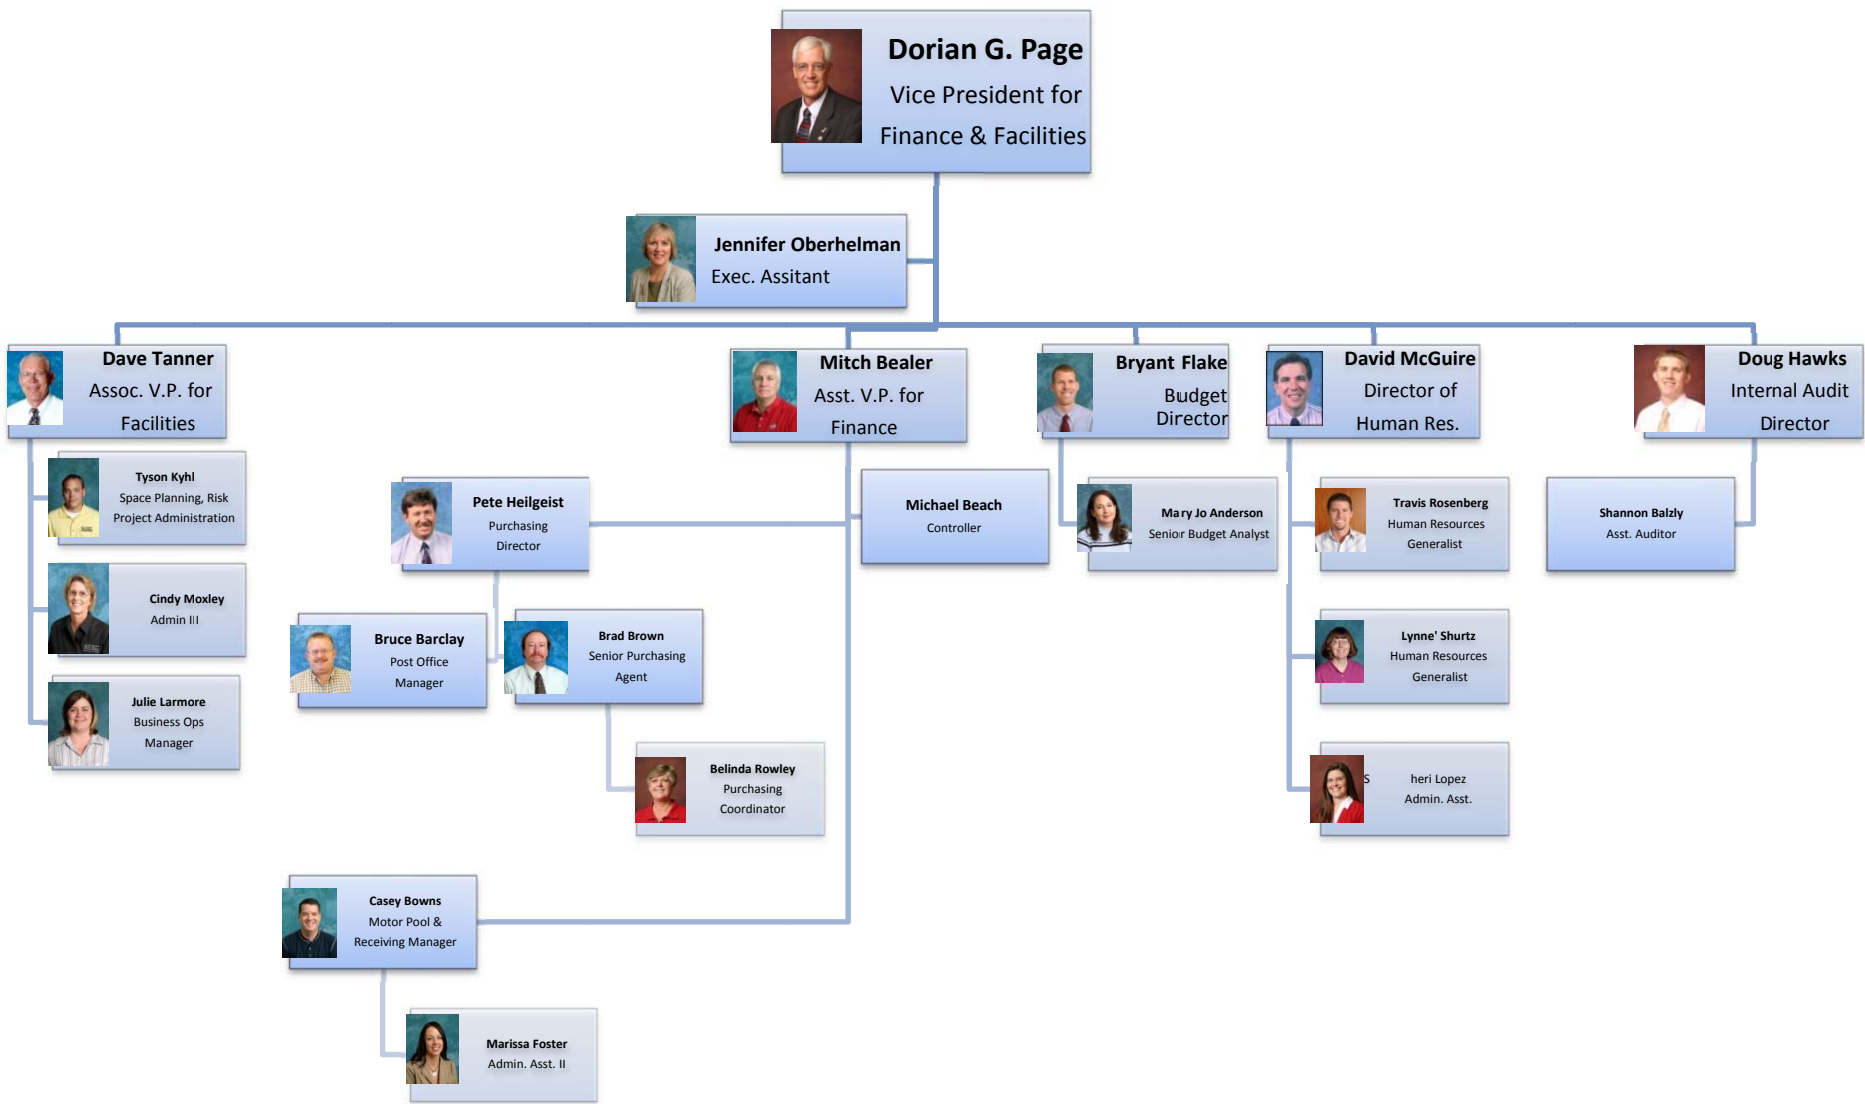 Dorian G. Page
Vice President for
Finance & Facilities
Jennifer Oberhelman
Exec. Assitant
Dave Tanner
Assoc. V.P. for
Facilities
Mitch Bealer
Asst. V.P. for
Finance
Bryant Flake
Budget
Director
David McGuire
Director of
Human Res.
Doug Hawks
Internal Audit
Director
Tyson Kyhl
Space Planning, Risk
Project Administration
Cindy Moxley
Admin III
Julie Larmore
Business Ops
Manager
Pete Heilgeist
Purchasing
Director
Michael Beach
Controller
Bruce Barclay
Post Office
Manager
Brad Brown
Senior Purchasing
Agent
Belinda Rowley
Purchasing
Coordinator
Casey Bowns
Motor Pool &
Receiving Manager
Marissa Foster
Admin. Asst. II
Mary Jo Anderson
Senior Budget Analyst
Travis Rosenberg
Human Resources
Generalist
Lynne' Shurtz
Human Resources
Generalist
S heri Lopez
Admin. Asst.
Shannon Balzly
Asst. Auditor